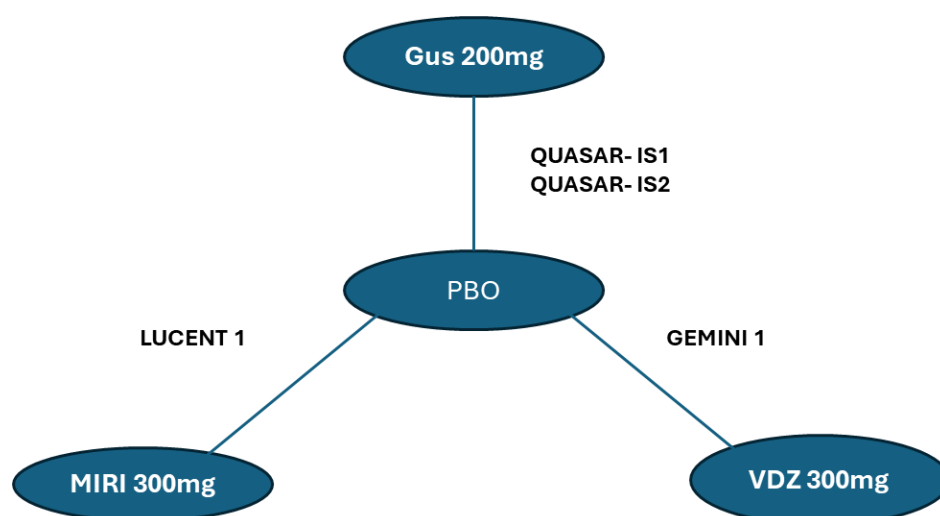 Gus 200mg
QUASAR- IS1
QUASAR- IS2
PBO
LUCENT 1
GEMINI 1
MIRI 300mg
VDZ 300mg